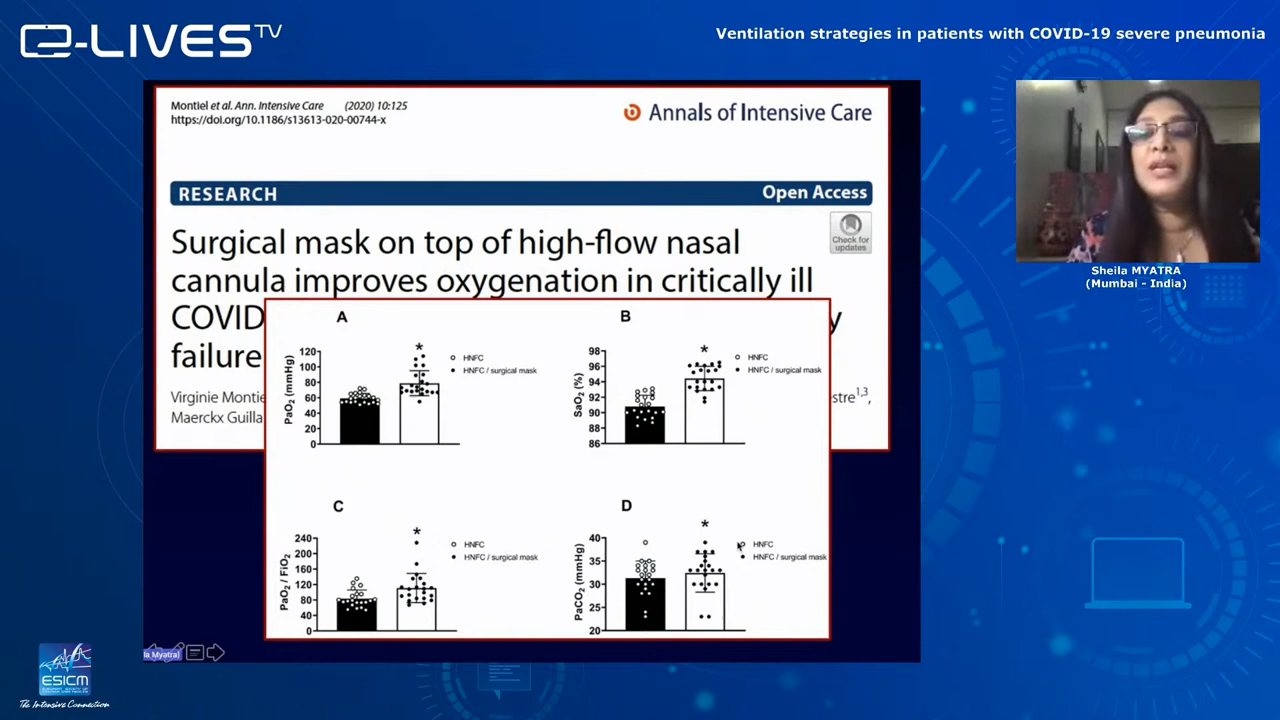 e-LIVES TV
Ventilation strategies in patients with COVID-19 severe pneumonia
Montiel et al. Ann. Intensive Care (2020) 10:125
https://doi.org/10.1186/s13613-020-00744-x
Annals of Intensive Care
RESEARCH
Open Access
Check for
updates
Surgical mask on top of high-flow nasal
cannula improves oxygenation in critically ill
COVID
y
failure
Virginie Montie
estre1,3,
Maerckx Guilla
Sheila MYATRA
(Mumbai - India)
A
PaO2 (mmHg)
120
100
80
60
40
20
0
*
HNFC
HNFC / surgical mask
B
SaO2 (%)
98
96
94
92
90
88
86
*
HNFC
HNFC / surgical mask
C
PaO2 / FiO2
240
200
160
120
80
40
0
*
HNFC
HNFC / surgical mask
D
PaCO2 (mmHg)
40
35
30
25
20
*
HNFC
HNFC / surgical mask
la Myatra)
ESICM
The Intensive Connection